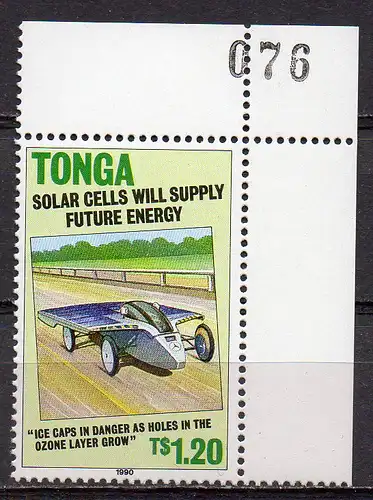 076
TONGA
SOLAR CELLS WILL SUPPLY
FUTURE ENERGY
"ICE CAPS IN DANGER AS HOLES IN THE
OZONE LAYER GROW"
T$1.20
1990